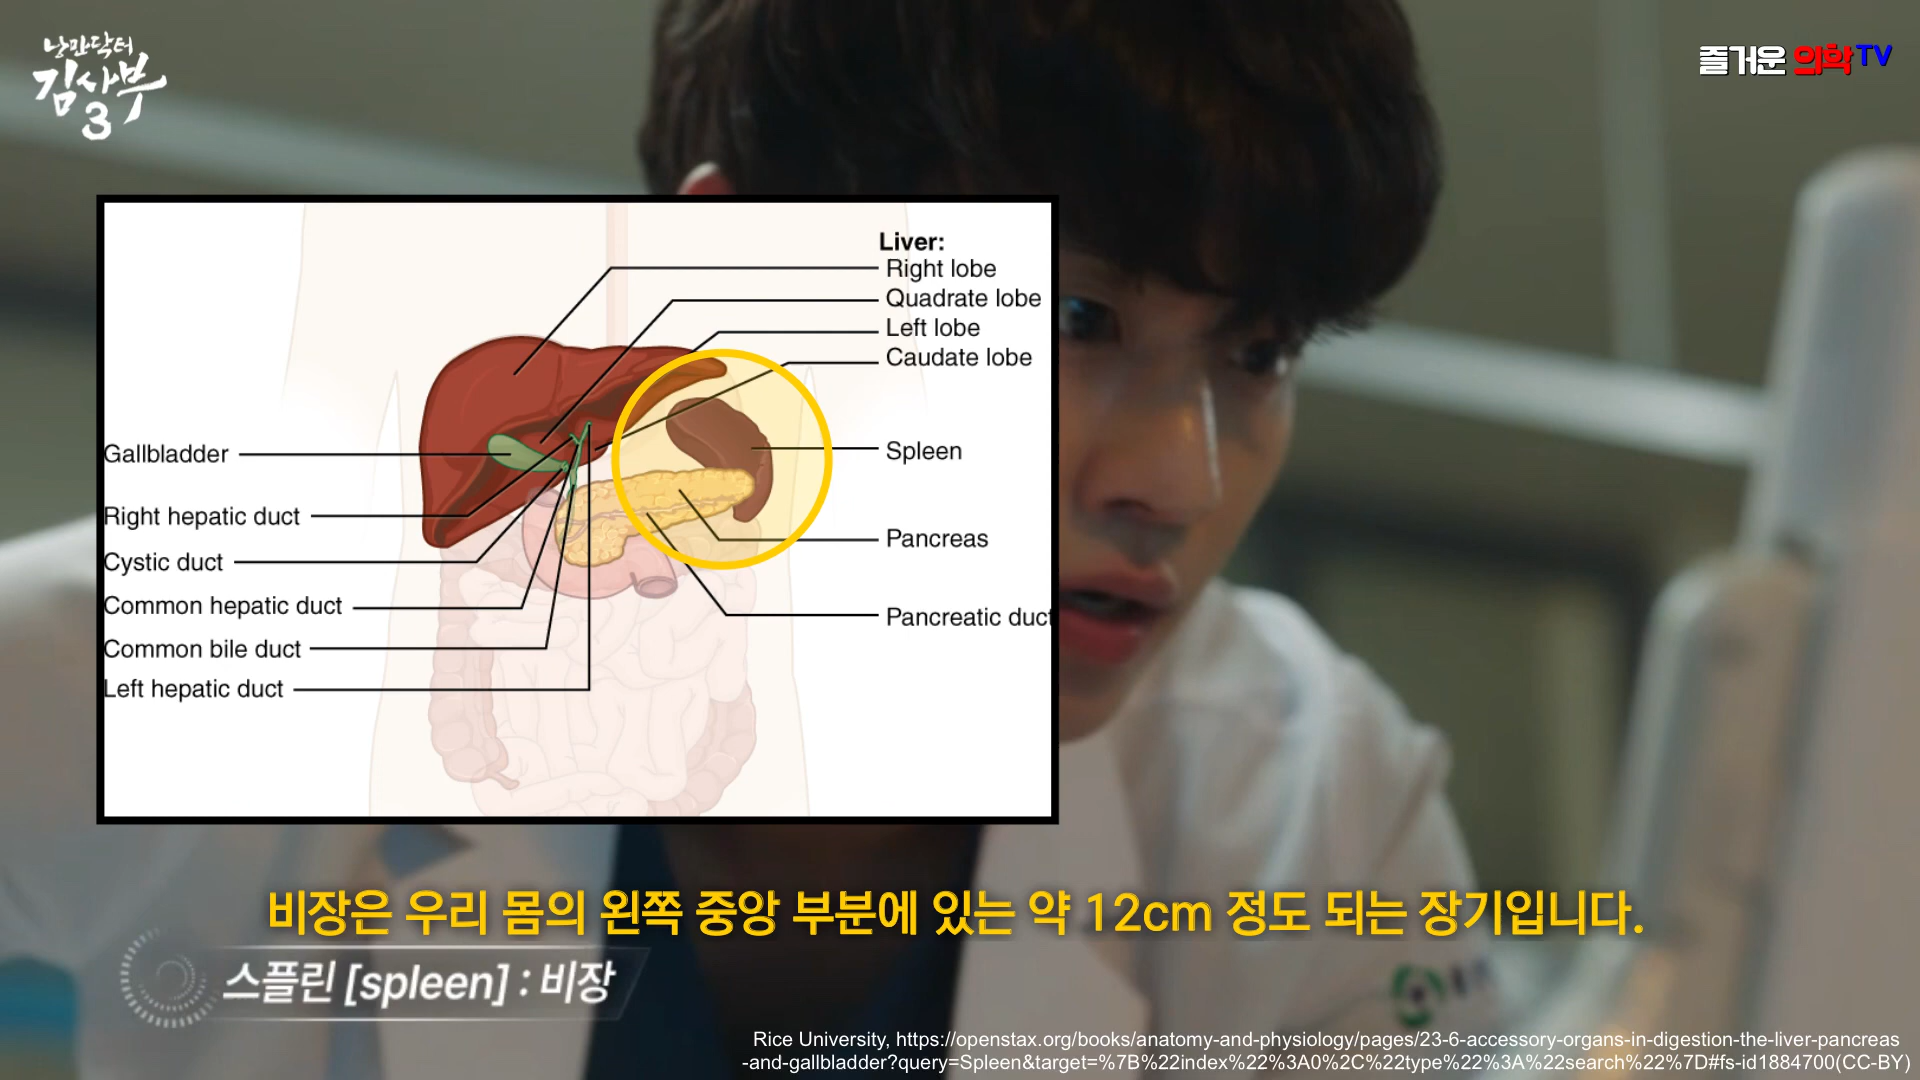 낭만닥터
김사부
3
즐거운 의학TV
Liver:
Right lobe
Quadrate lobe
Left lobe
Caudate lobe
Gallbladder
Spleen
Right hepatic duct
Pancreas
Cystic duct
Common hepatic duct
Pancreatic duct
Common bile duct
Left hepatic duct
비장은 우리 몸의 왼쪽 중앙 부분에 있는 약 12cm 정도 되는 장기입니다.
스플린 [spleen] : 비장
Rice University, https://openstax.org/books/anatomy-and-physiology/pages/23-6-accessory-organs-in-digestion-the-liver-pancreas
-and-gallbladder?query=Spleen&target=%7B%22index%22%3A0%2C%22type%22%3A%22search%22%7D#fs-id1884700(CC-BY)